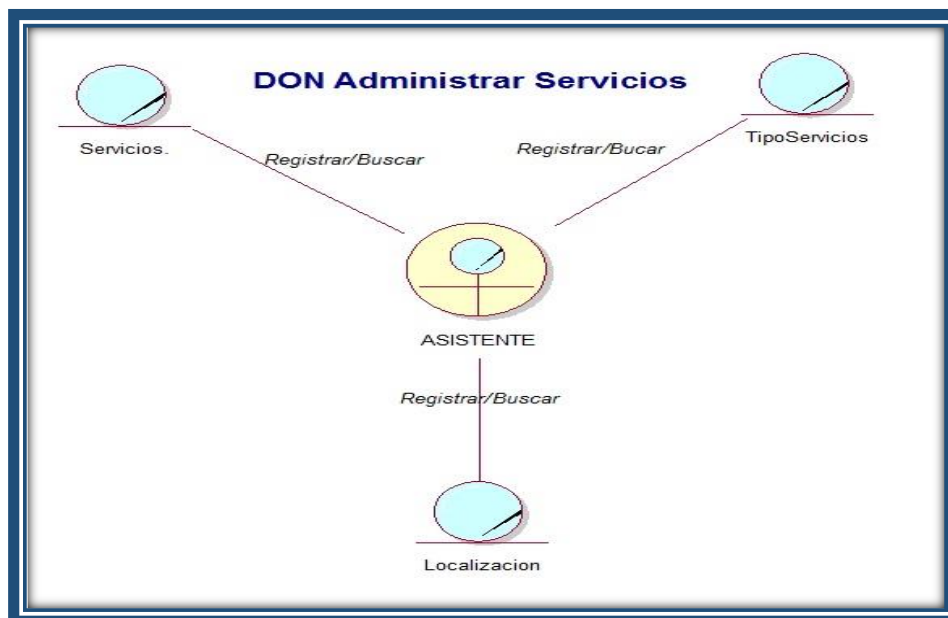 DON Administrar Servicios
Servicios.
TipoServicios
Registrar/Buscar
Registrar/Bucar
ASISTENTE
Registrar/Buscar
Localizacion